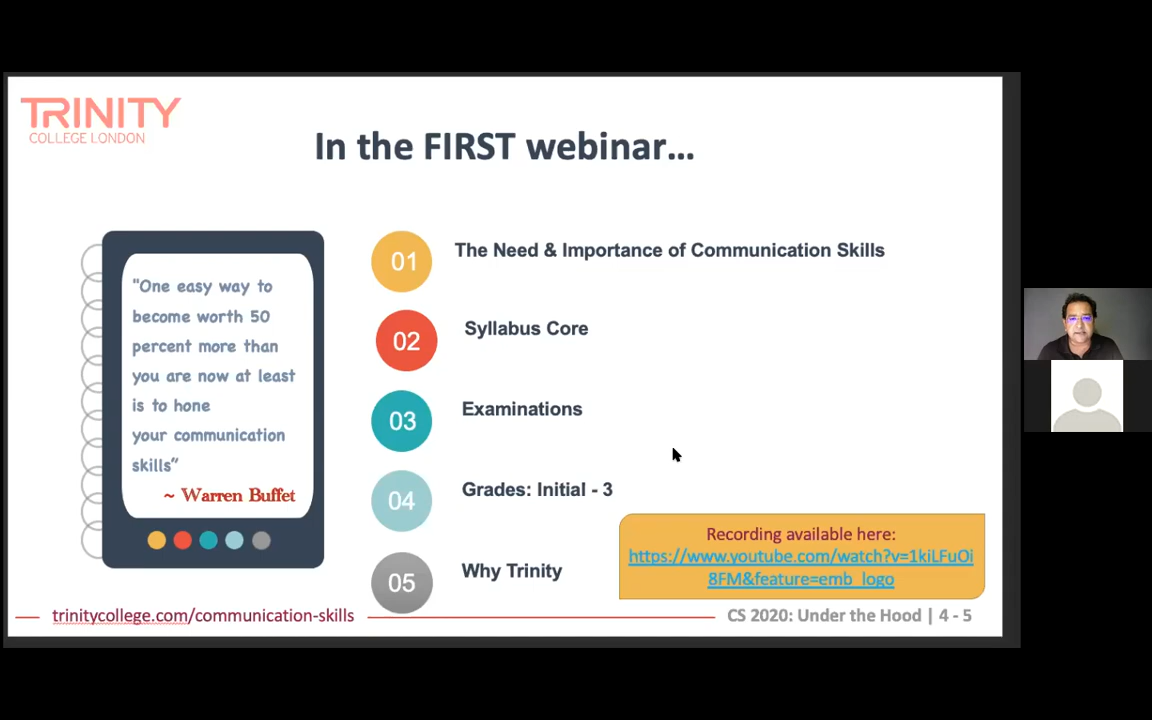 TRINITY
COLLEGE LONDON
In the FIRST webinar...
"One easy way to
become worth 50
percent more than
you are now at least
is to hone
your communication
skills”
~ Warren Buffet
01
The Need & Importance of Communication Skills
02
Syllabus Core
03
Examinations
04
Grades: Initial - 3
05
Why Trinity
Recording available here:
https://www.youtube.com/watch?v=1kiLFuOi
8FM&feature=emb_logo
trinitycollege.com/communication-skills
CS 2020: Under the Hood | 4 - 5